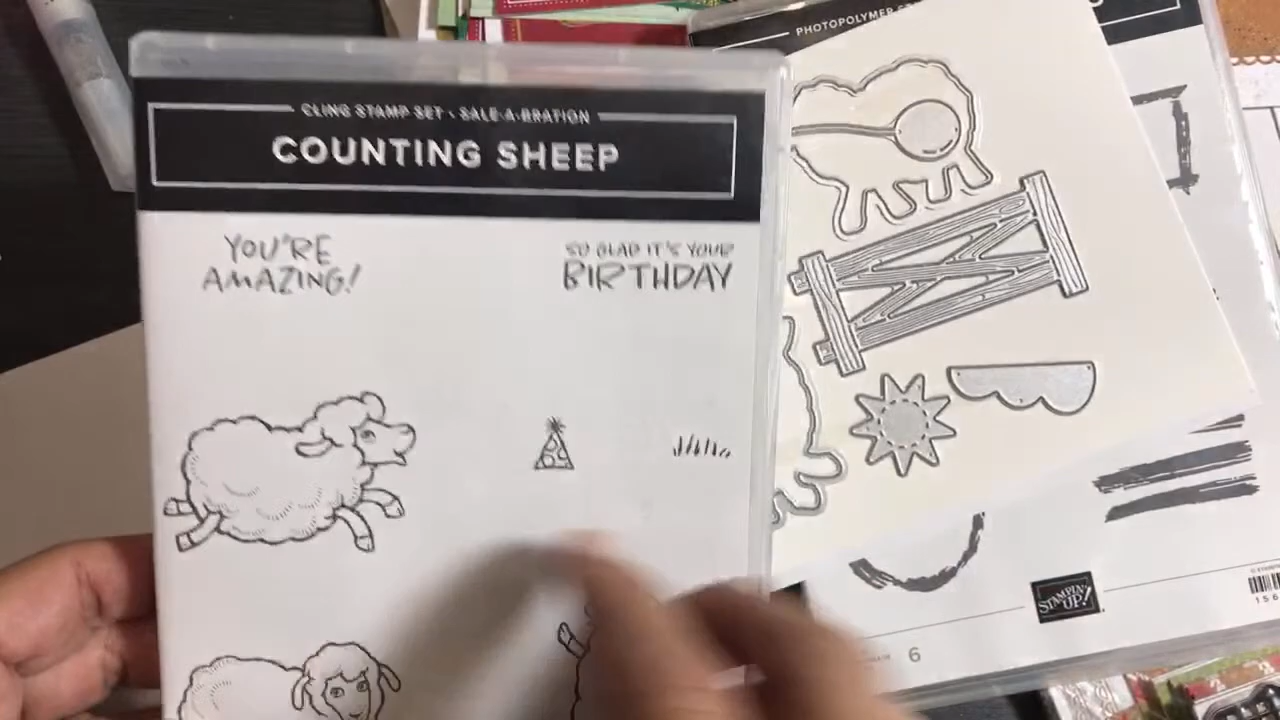 CLING STAMP SET • SALE-A-BRATION
COUNTING SHEEP
YOU'RE
AMAZING!
SO GLAD IT'S YOUR
BIRTHDAY
PHOTOPOLYMER
STAMPIN' UP!
6